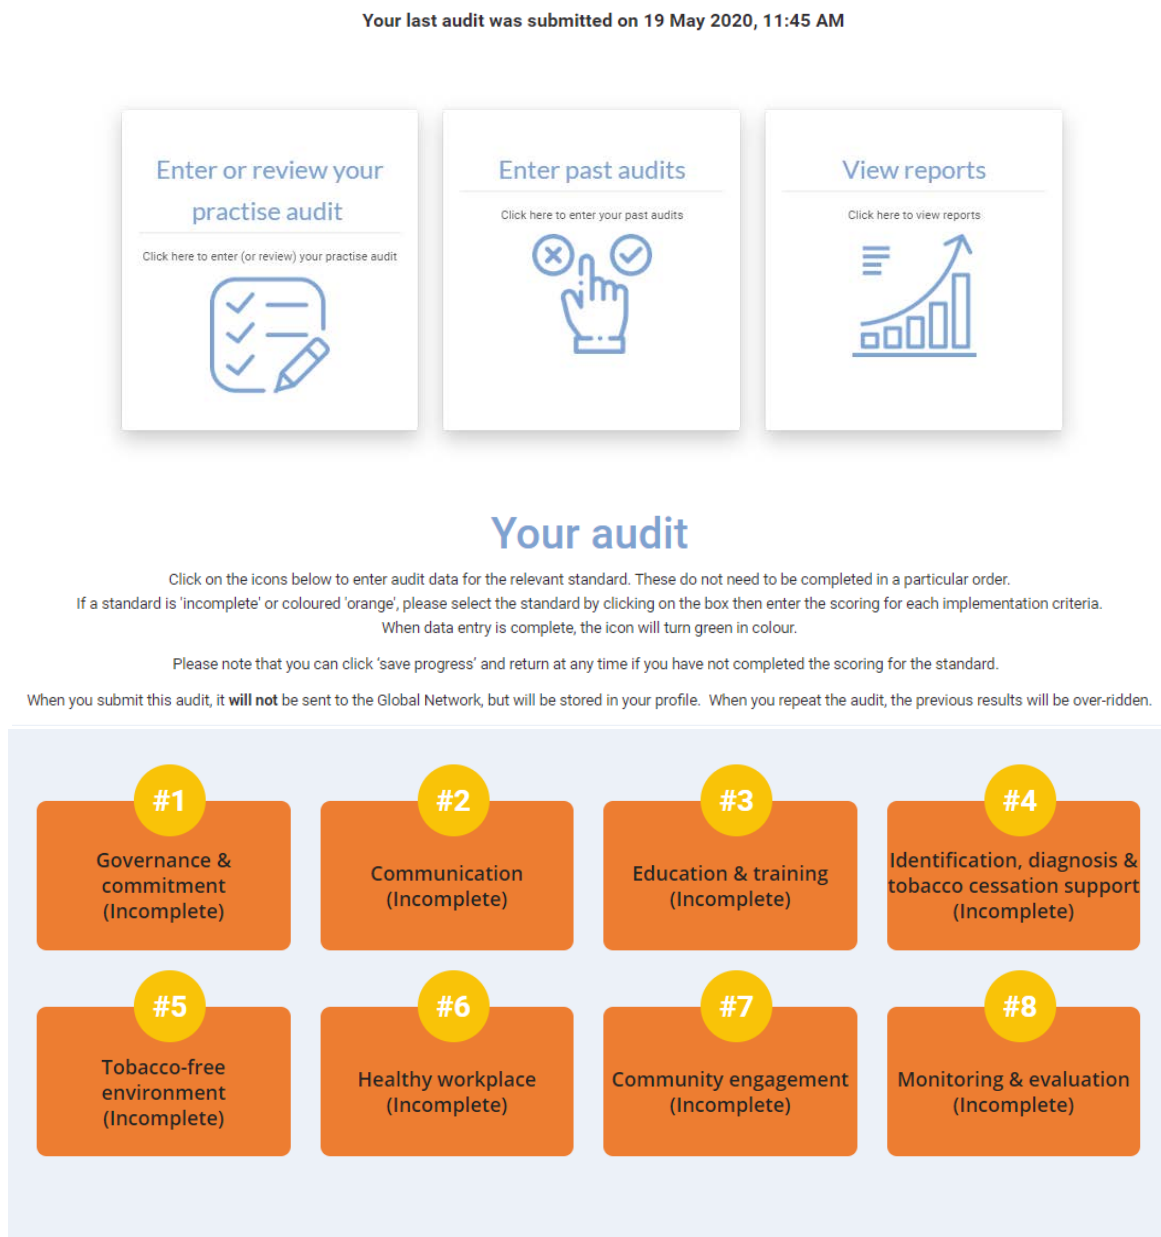 Your last audit was submitted on 19 May 2020, 11:45 AM
Enter or review your
practise audit
Click here to enter (or review) your practise audit
Enter past audits
Click here to enter your past audits
View reports
Click here to view reports
Your audit
Click on the icons below to enter audit data for the relevant standard. These do not need to be completed in a particular order.
If a standard is 'incomplete' or coloured 'orange', please select the standard by clicking on the box then enter the scoring for each implementation criteria.
When data entry is complete, the icon will turn green in colour.
Please note that you can click 'save progress' and return at any time if you have not completed the scoring for the standard.
When you submit this audit, it will not be sent to the Global Network, but will be stored in your profile. When you repeat the audit, the previous results will be over-ridden.
#1
Governance &
commitment
(Incomplete)
#2
Communication
(Incomplete)
#3
Education & training
(Incomplete)
#4
Identification, diagnosis &
tobacco cessation support
(Incomplete)
#5
Tobacco-free
environment
(Incomplete)
#6
Healthy workplace
(Incomplete)
#7
Community engagement
(Incomplete)
#8
Monitoring & evaluation
(Incomplete)